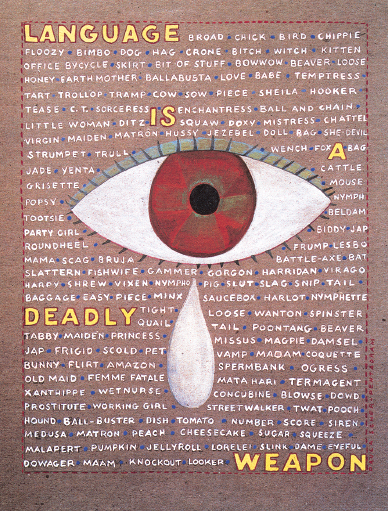 LANGUAGE BROAD · CHICK · BIRD · CHIPPIE
FLOOZY · BIMBO · DOG · HAG · CRONE · BITCH · WITCH · KITTEN
OFFICE BYCYCLE · SKIRT · BIT OF STUFF · BOWWOW · BEAVER · LOOSE
HONEY · EARTH MOTHER · BALLABUSTA · LOVE · BABE · TEMPTRESS
TART · TROLLOP · TRAMP · COW · SOW · PIECE · SHEILA · HOOKER
TEASE · C.T. · SORCERESS IS ENCHANTRESS · BALL AND CHAIN
LITTLE WOMAN · DITZ SQUAW · DOXY · MISTRESS · CHATTEL
VIRGIN · MAIDEN · MATRON · HUSSY · JEZEBEL · DOLL · BAG · SHE-DEVIL
STRUMPET · TRULL WENCH · FOX A BAG
JADE · YENTA CATTLE
GRISETTE MOUSE
POPSY NYMPH
TOOTSIE BELDAM
PARTY GIRL BIDDY · JAP
ROUNDHEEL FRUMP · LESBO
MAMA · SCAG · BRUJA BATTLE-AXE · BAT
SLATTERN · FISHWIFE · GAMMER · GORGON · HARRIDAN · VIRAGO
HARPY · SHREW · VIXEN · NYMPHO PIG · SLUT · SLAG · SNIP · TAIL
BAGGAGE · EASY · PIECE · MINX SAUCEBOX · HARLOT · NYMPHETTE
DEADLY TIGHT LOOSE · WANTON · SPINSTER
QUAIL TAIL · POONTANG · BEAVER
TABBY · MAIDEN · PRINCESS MISSUS · MAGPIE · DAMSEL
JAP · FRIGID · SCOLD · PET VAMP · MADAM · COQUETTE
BUNNY · FLIRT · AMAZON SPERMBANK · OGRESS
OLD MAID · FEMME FATALE MATA HARI · TERMAGENT
XANTHIPPE · WETNURSE CONCUBINE · BLOWSE · DOWD
PROSTITUTE · WORKING GIRL STREETWALKER · TWAT · POOCH
HOUND · BALL-BUSTER · DISH · TOMATO · NUMBER · SCORE · SIREN
MEDUSA · MATRON · PEACH · CHEESECAKE · SUGAR · SQUEEZE
MALAPERT · PUMPKIN · JELLYROLL · LORELEI · SLINK · DAME · EYEFUL
DOWAGER · MAAM · KNOCKOUT · LOOKER WEAPON